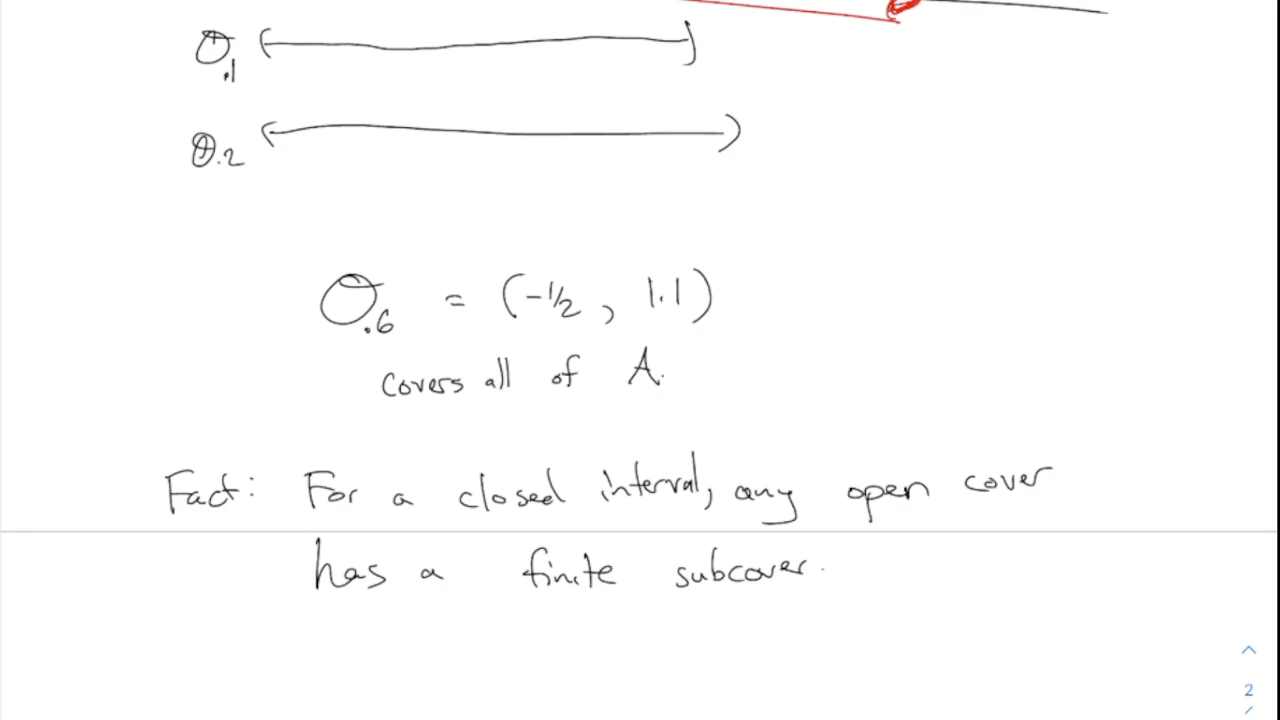 O.1
O.2
O.6 = (-1/2, 1.1)
covers all of A.
Fact: For a closed interval, any open cover
has a finite subcover.
2